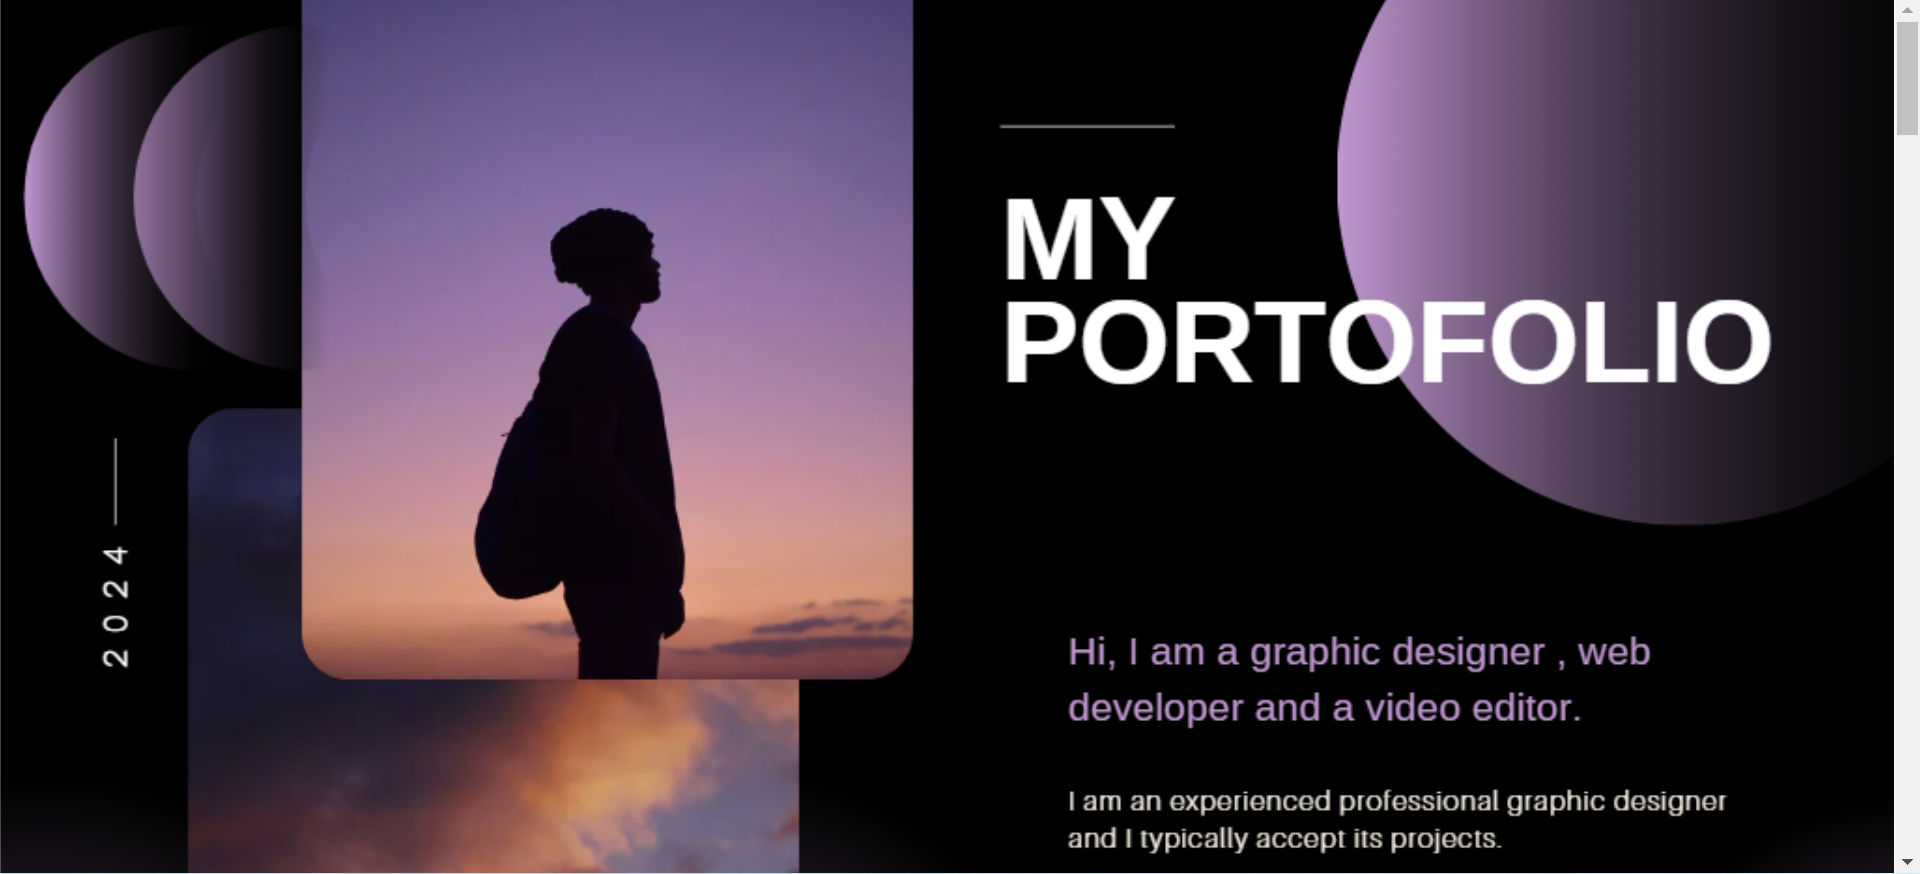 2024
MY
PORTOFOLIO
Hi, I am a graphic designer , web
developer and a video editor.
I am an experienced professional graphic designer
and I typically accept its projects.